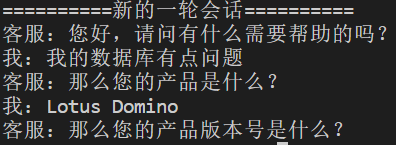 ==========新的一轮会话==========
客服：您好，请问有什么需要帮助的吗？
我：我的数据库有点问题
客服：那么您的产品是什么？
我：Lotus Domino
客服：那么您的产品版本号是什么？